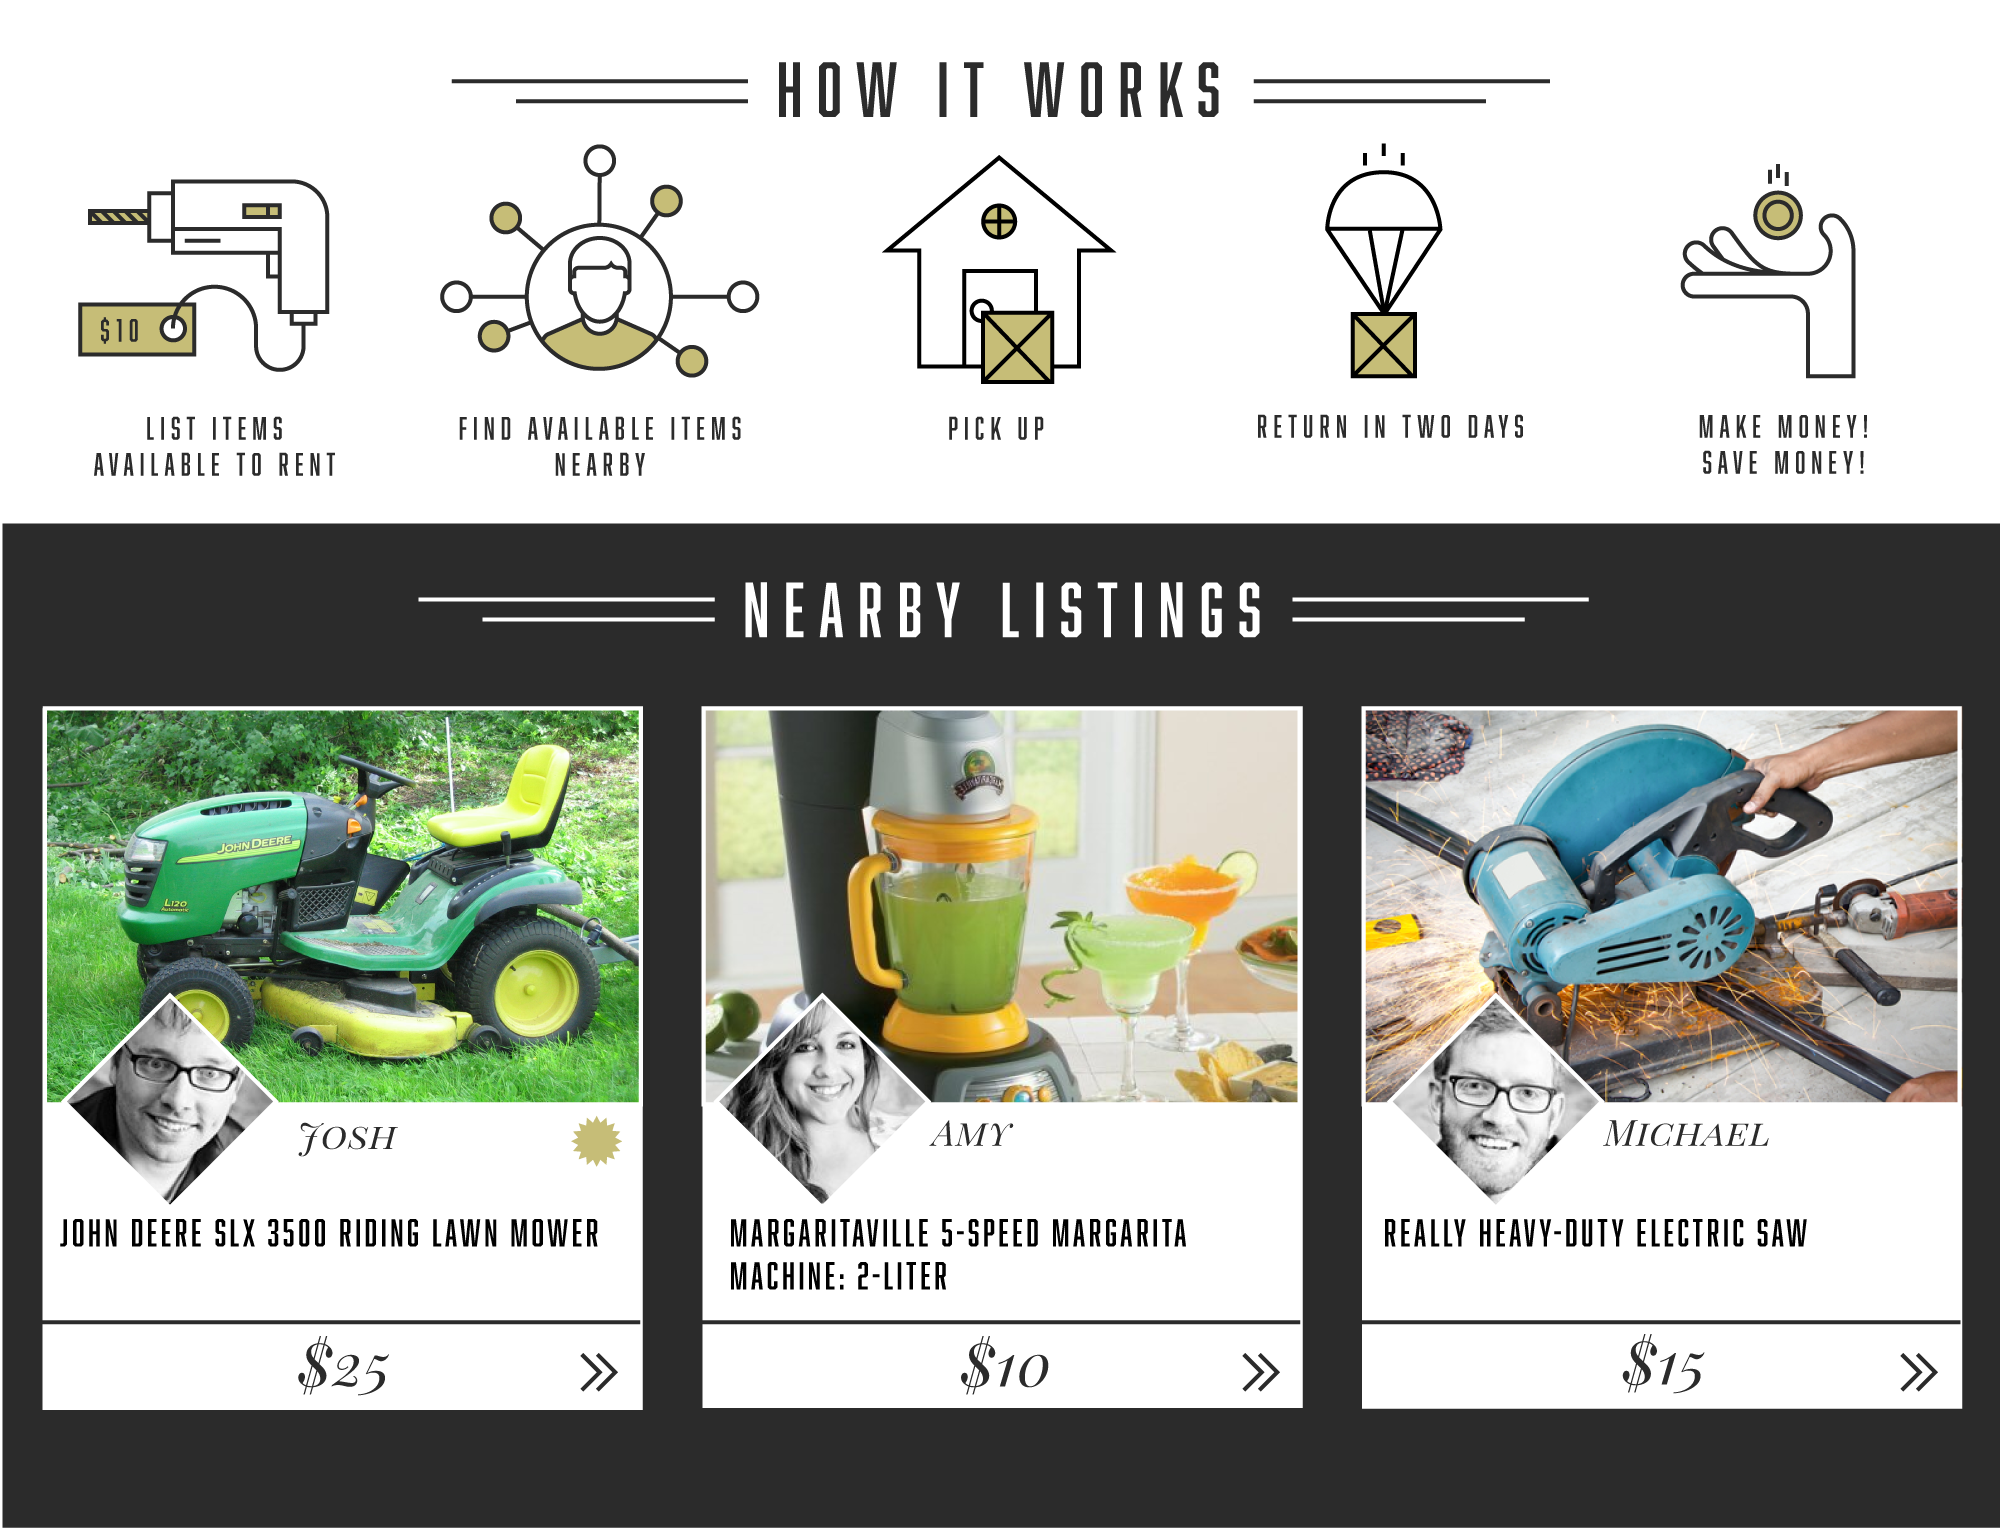 HOW IT WORKS
$10
LIST ITEMS
AVAILABLE TO RENT
FIND AVAILABLE ITEMS
NEARBY
PICK UP
RETURN IN TWO DAYS
MAKE MONEY!
SAVE MONEY!
NEARBY LISTINGS
JOHN DEERE
L120
Automatic
JOSH
JOHN DEERE SLX 3500 RIDING LAWN MOWER
$25
AMY
MARGARITAVILLE 5-SPEED MARGARITA
MACHINE: 2-LITER
$10
MICHAEL
REALLY HEAVY-DUTY ELECTRIC SAW
$15